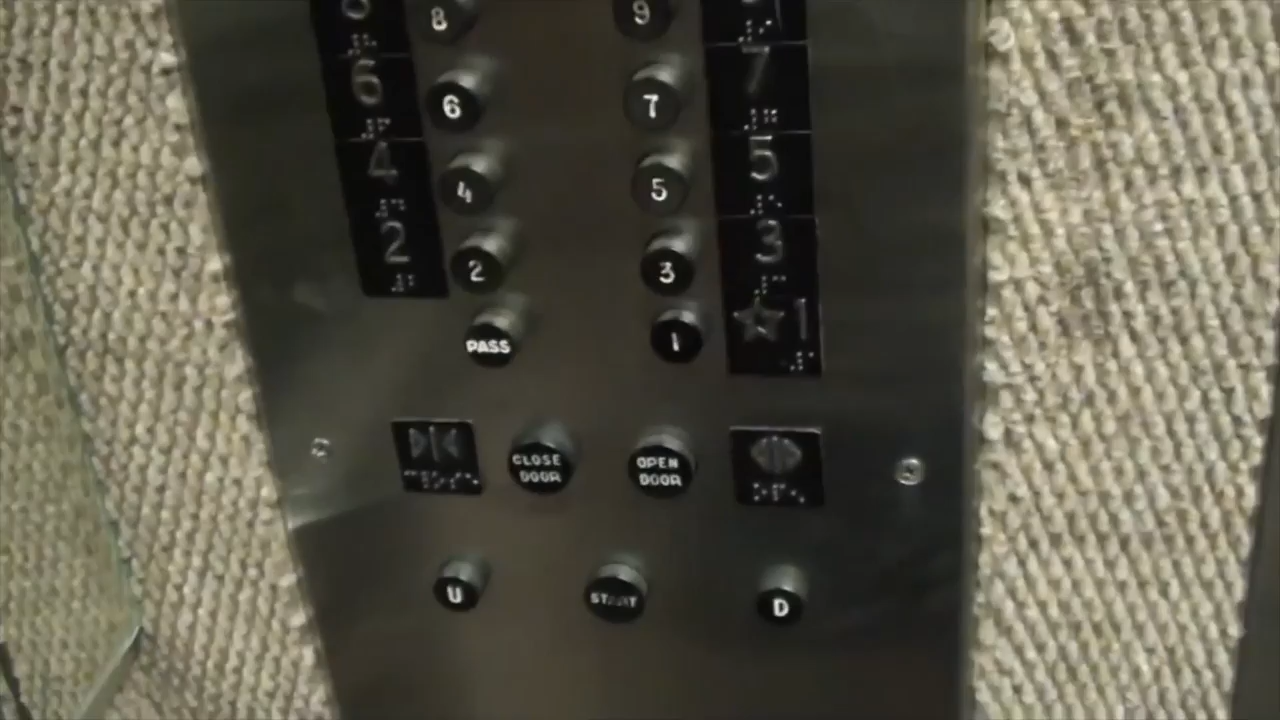 8 8 9
6 6 7 7
4 4 5 5
2 2 3 3
PASS 1 ☆1
CLOSE DOOR
OPEN DOOR
U START D